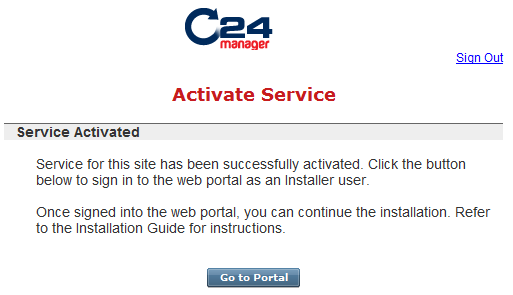 C24
manager
Sign Out
Activate Service
Service Activated
Service for this site has been successfully activated. Click the button
below to sign in to the web portal as an Installer user.
Once signed into the web portal, you can continue the installation. Refer
to the Installation Guide for instructions.
Go to Portal